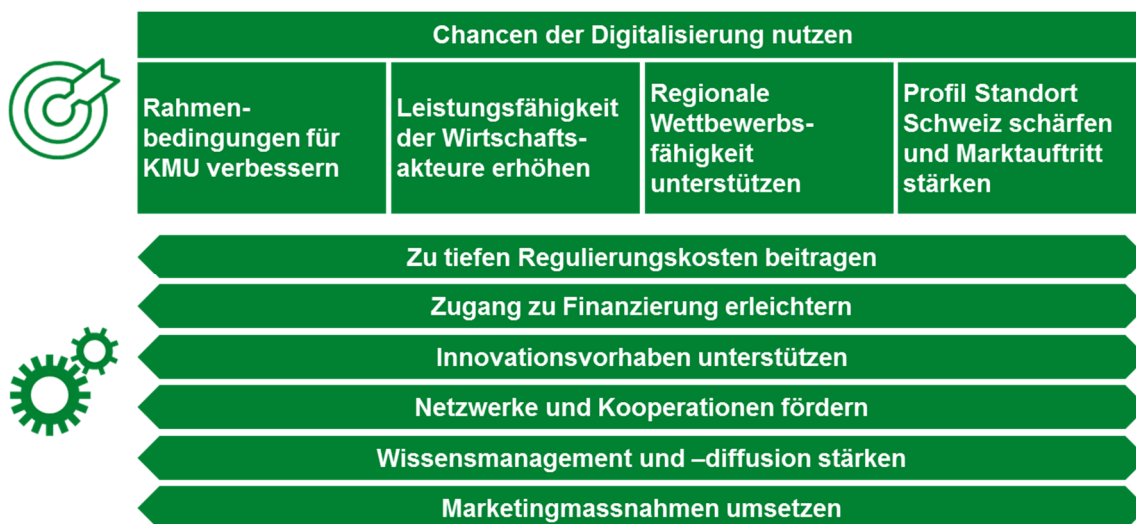 Chancen der Digitalisierung nutzen
Rahmen-
bedingungen für
KMU verbessern
Leistungsfähigkeit
der Wirtschafts-
akteure erhöhen
Regionale
Wettbewerbs-
fähigkeit
unterstützen
Profil Standort
Schweiz schärfen
und Marktauftritt
stärken
Zu tiefen Regulierungskosten beitragen
Zugang zu Finanzierung erleichtern
Innovationsvorhaben unterstützen
Netzwerke und Kooperationen fördern
Wissensmanagement und –diffusion stärken
Marketingmassnahmen umsetzen